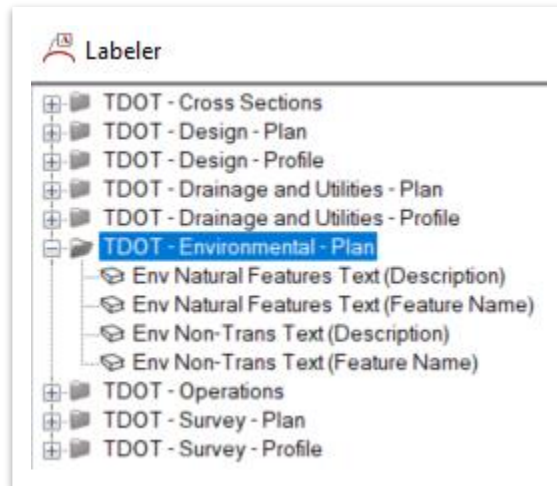 Labeler
TDOT - Cross Sections
TDOT - Design - Plan
TDOT - Design - Profile
TDOT - Drainage and Utilities - Plan
TDOT - Drainage and Utilities - Profile
TDOT - Environmental - Plan
Env Natural Features Text (Description)
Env Natural Features Text (Feature Name)
Env Non-Trans Text (Description)
Env Non-Trans Text (Feature Name)
TDOT - Operations
TDOT - Survey - Plan
TDOT - Survey - Profile